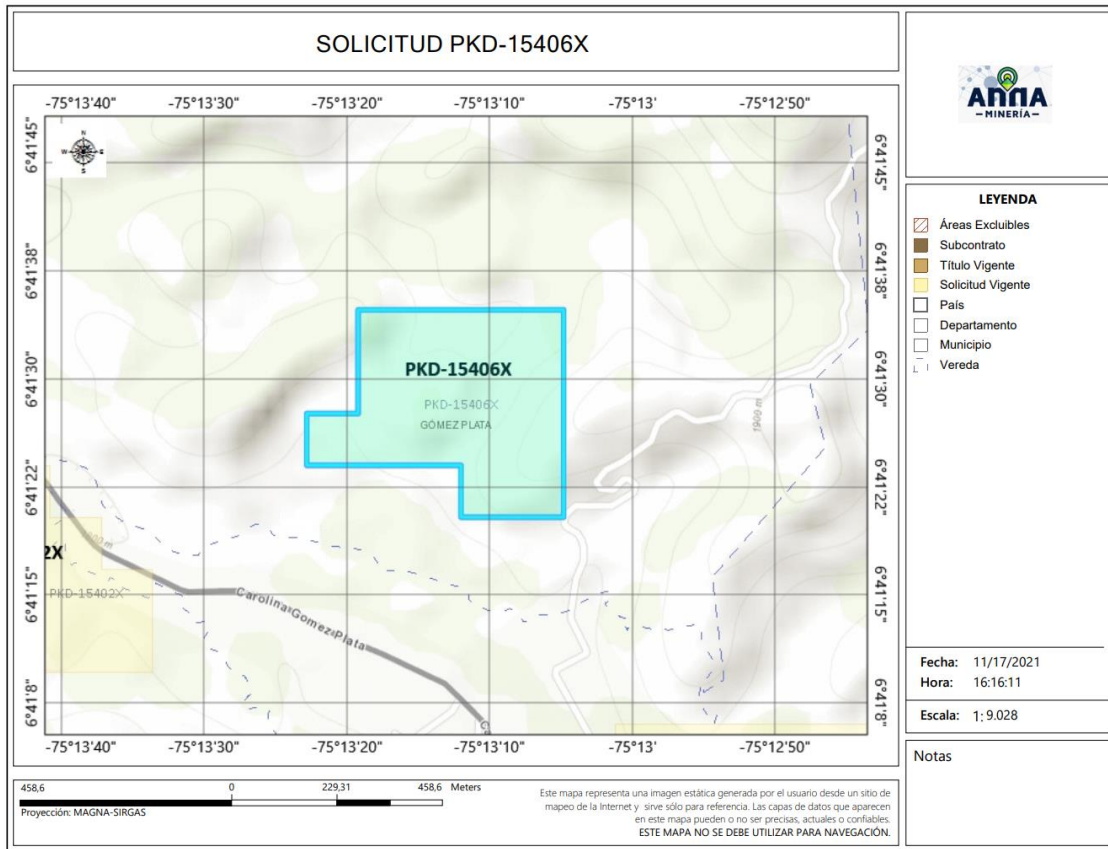 SOLICITUD PKD-15406X
ANNA
–MINERÍA–
-75°13'40" -75°13'30" -75°13'20" -75°13'10" -75°13' -75°12'50"
6°41'45" 6°41'45"
N
W E
S
6°41'38" 6°41'38"
6°41'30" 6°41'30"
PKD-15406X
PKD-15406X
GÓMEZ PLATA
1900 m
6°41'22" 6°41'22"
2X
PKD-15402X
6°41'15" 6°41'15"
Carolina-Gomez Plata
6°41'8" 6°41'8"
-75°13'40" -75°13'30" -75°13'20" -75°13'10" -75°13' -75°12'50"
LEYENDA
Áreas Excluibles
Subcontrato
Título Vigente
Solicitud Vigente
País
Departamento
Municipio
Vereda
Fecha: 11/17/2021
Hora: 16:16:11
Escala: 1: 9.028
Notas
458,6 0 229,31 458,6 Meters
Proyección: MAGNA-SIRGAS
Este mapa representa una imagen estática generada por el usuario desde un sitio de
mapeo de la Internet y sirve sólo para referencia. Las capas de datos que aparecen
en este mapa pueden o no ser precisas, actuales o confiables.
ESTE MAPA NO SE DEBE UTILIZAR PARA NAVEGACIÓN.